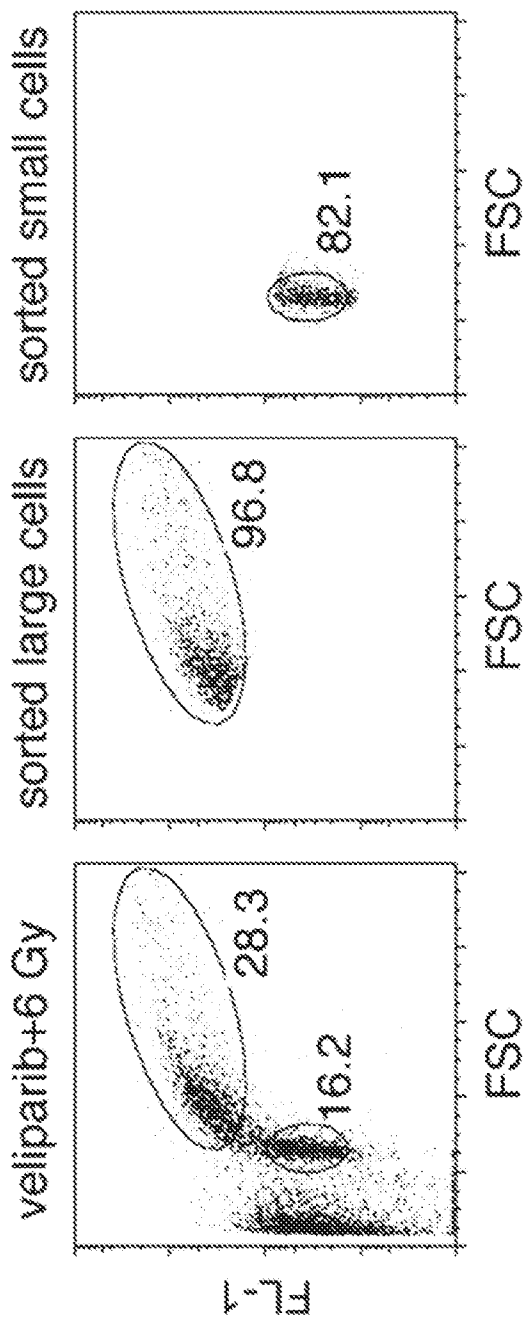 veliparib+6 Gy
sorted large cells
sorted small cells
28.3
16.2
96.8
82.1
FL-1
FSC
FSC
FSC